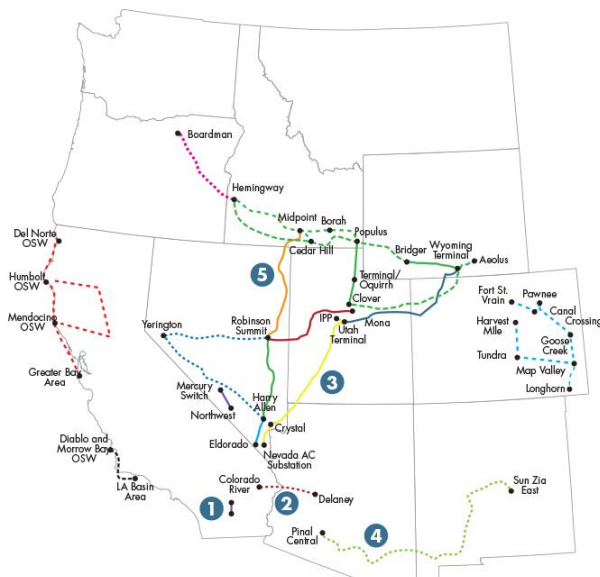 Boardman
Hemingway
Midpoint
Borah
Populus
Cedar Hill
Bridger
Wyoming
Terminal
Aeolus
Del Norte
OSW
Humbolt
OSW
Mendocino
OSW
Greater Bay
Area
5
Terminal/
Oquirrh
Clover
Robinson
Summit
IPP
Utah
Terminal
Mona
Yerington
3
Fort St.
Vrain
Pawnee
Canal
Crossing
Harvest
Mile
Goose
Creek
Tundra
Map Valley
Longhorn
Mercury
Switch
Northwest
Harry
Allen
Crystal
Eldorado
Nevada AC
Substation
Diablo and
Morrow Bay
OSW
LA Basin
Area
Colorado
River
1
2
Delaney
Sun Zia
East
Pinal
Central
4